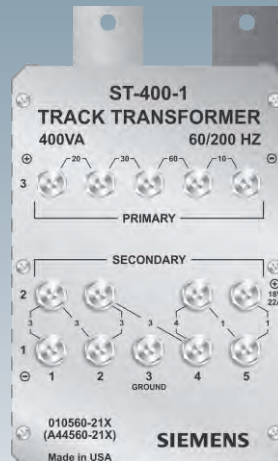 ST-400-1
TRACK TRANSFORMER
400VA 60/200 HZ
⊕ 20 30 60 10 ⊖
3
PRIMARY
SECONDARY
2 ⊕
18V
22A
3 3 3 3 4 1 1
1
⊖ 1 2 3 4 5
GROUND
010560-21X
(A44560-21X)
SIEMENS
Made in USA